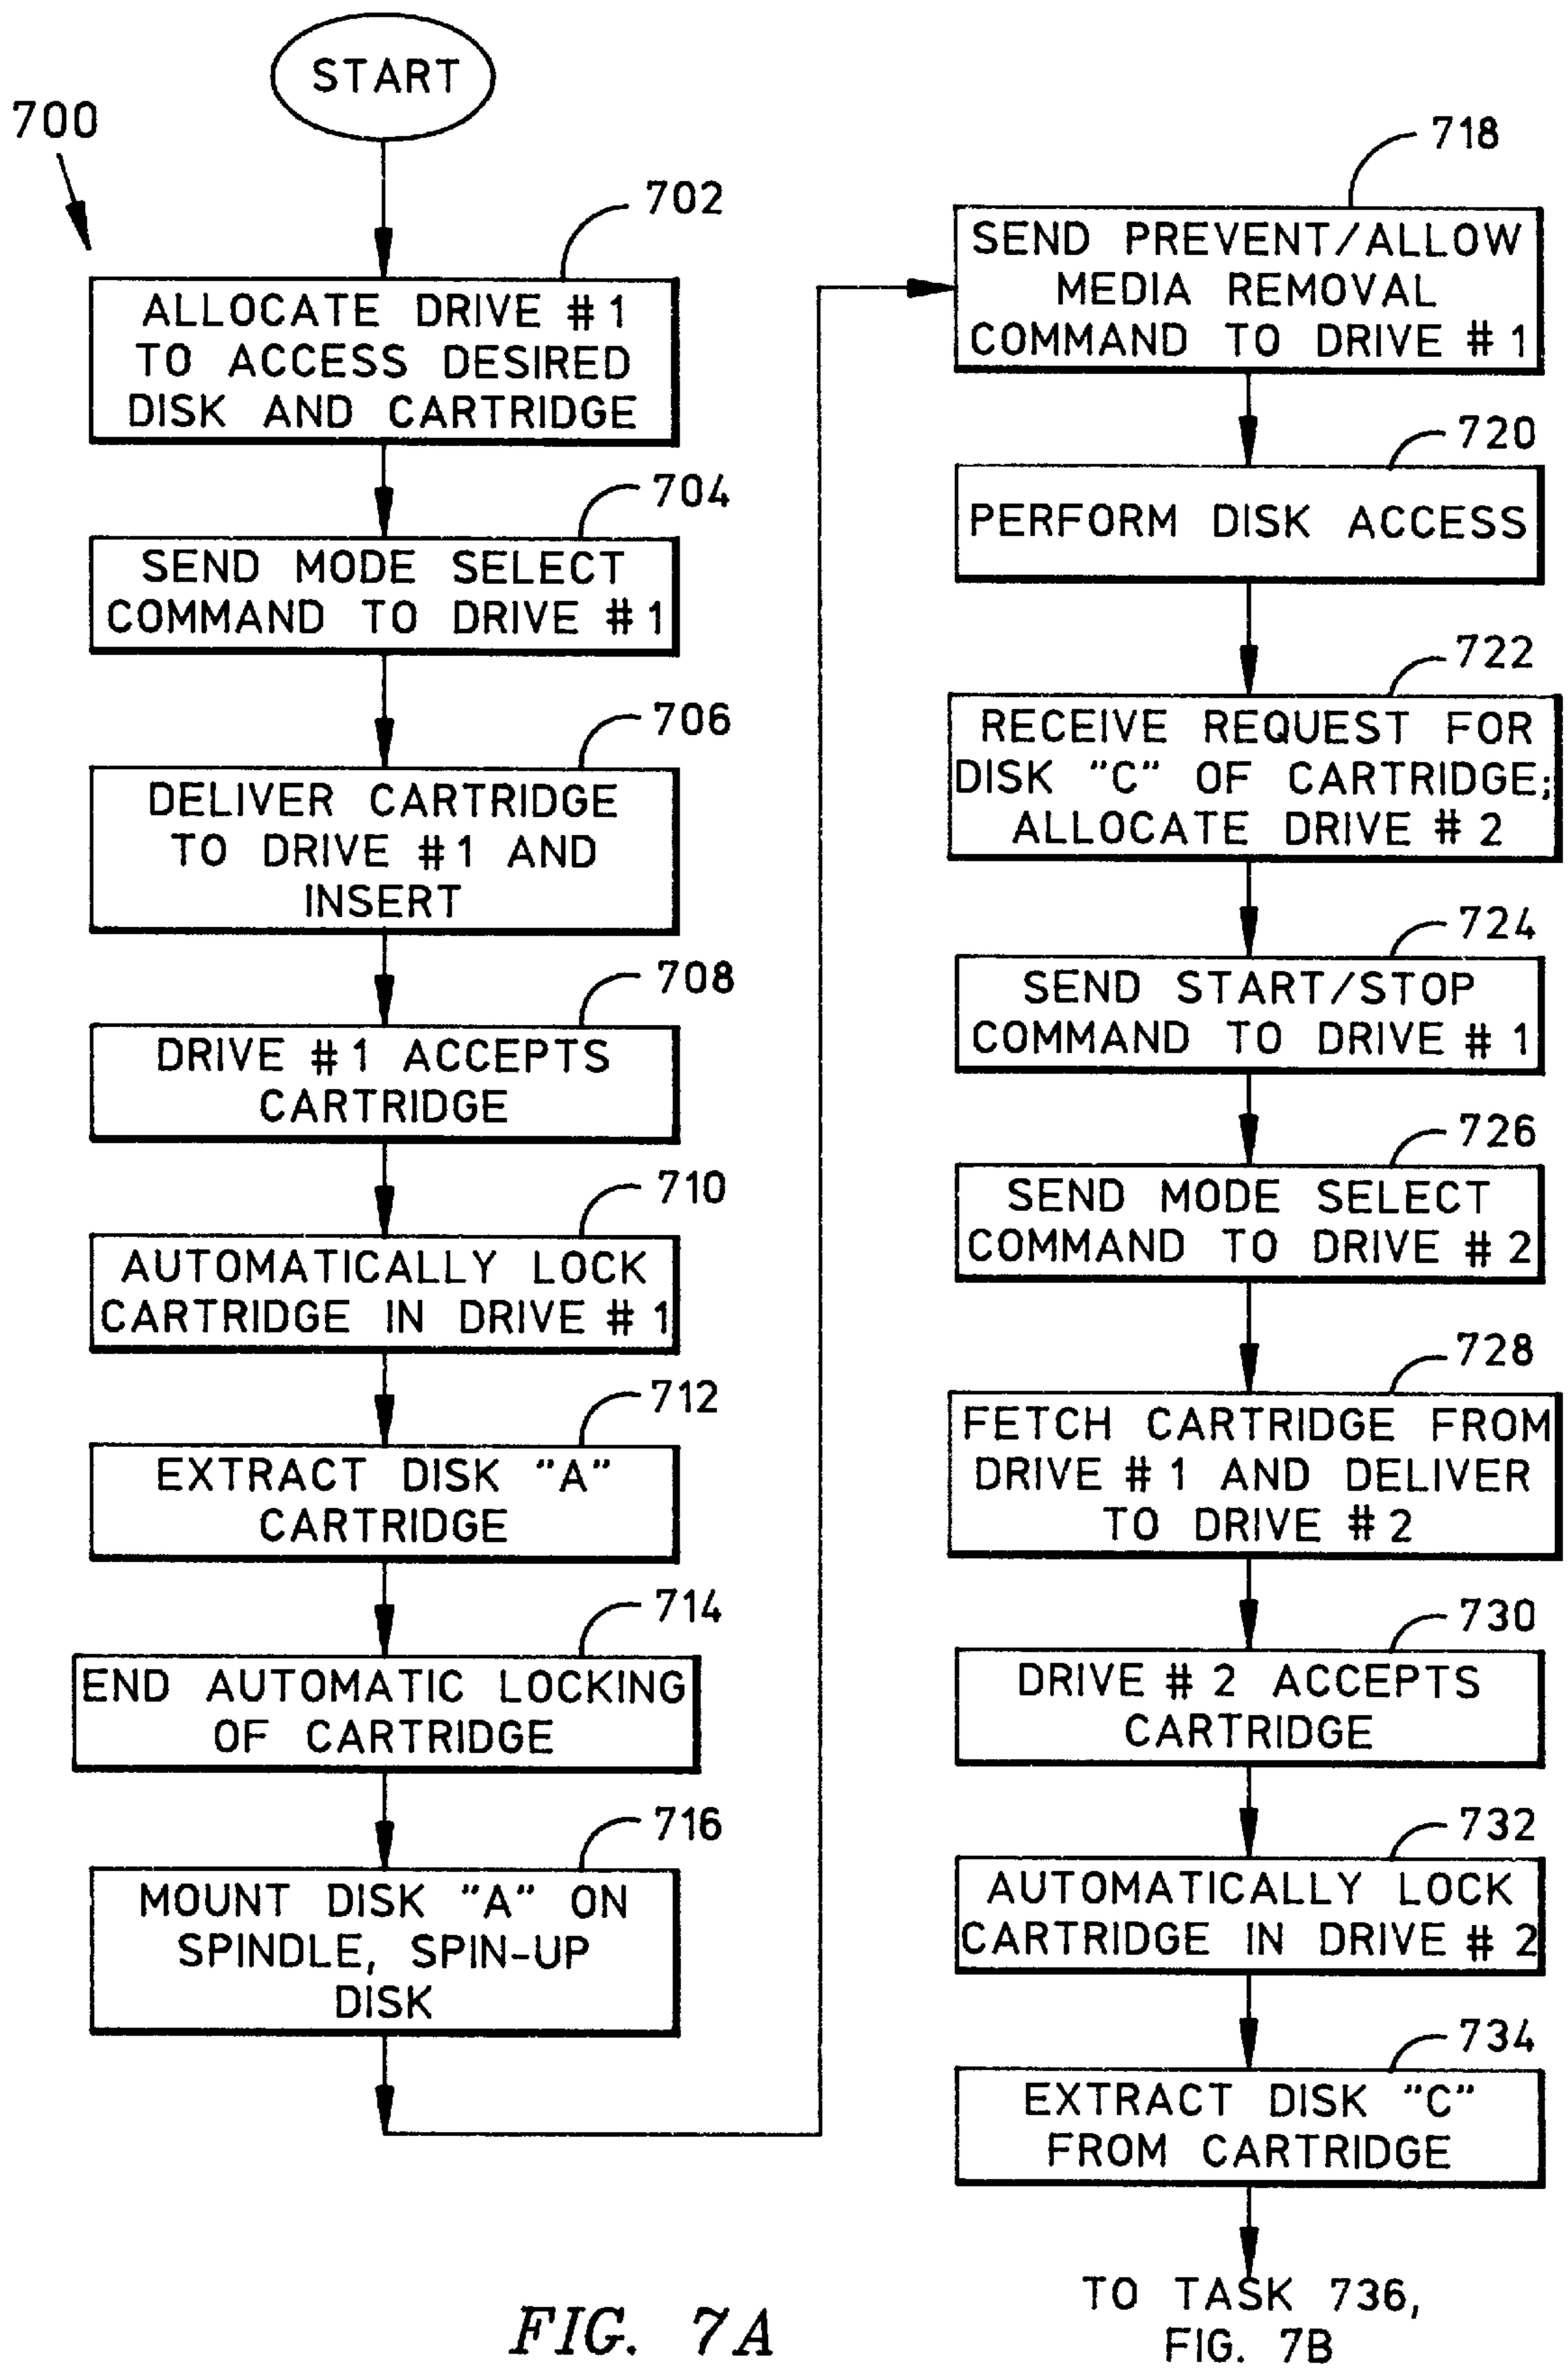 START
700
702
ALLOCATE DRIVE #1
TO ACCESS DESIRED
DISK AND CARTRIDGE
704
SEND MODE SELECT
COMMAND TO DRIVE #1
706
DELIVER CARTRIDGE
TO DRIVE #1 AND
INSERT
708
DRIVE #1 ACCEPTS
CARTRIDGE
710
AUTOMATICALLY LOCK
CARTRIDGE IN DRIVE #1
712
EXTRACT DISK "A"
CARTRIDGE
714
END AUTOMATIC LOCKING
OF CARTRIDGE
716
MOUNT DISK "A" ON
SPINDLE, SPIN-UP
DISK
718
SEND PREVENT/ALLOW
MEDIA REMOVAL
COMMAND TO DRIVE #1
720
PERFORM DISK ACCESS
722
RECEIVE REQUEST FOR
DISK "C" OF CARTRIDGE;
ALLOCATE DRIVE #2
724
SEND START/STOP
COMMAND TO DRIVE #1
726
SEND MODE SELECT
COMMAND TO DRIVE #2
728
FETCH CARTRIDGE FROM
DRIVE #1 AND DELIVER
TO DRIVE #2
730
DRIVE #2 ACCEPTS
CARTRIDGE
732
AUTOMATICALLY LOCK
CARTRIDGE IN DRIVE #2
734
EXTRACT DISK "C"
FROM CARTRIDGE
TO TASK 736,
FIG. 7B
FIG. 7A